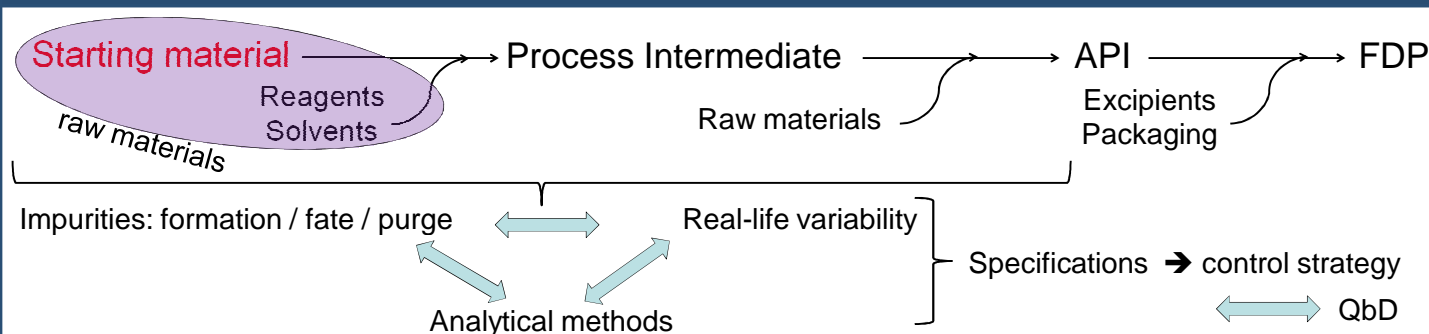 Starting material
Process Intermediate
API
FDP
Reagents
Solvents
raw materials
Raw materials
Excipients
Packaging
Impurities: formation / fate / purge
Real-life variability
Analytical methods
Specifications ➔ control strategy
QbD